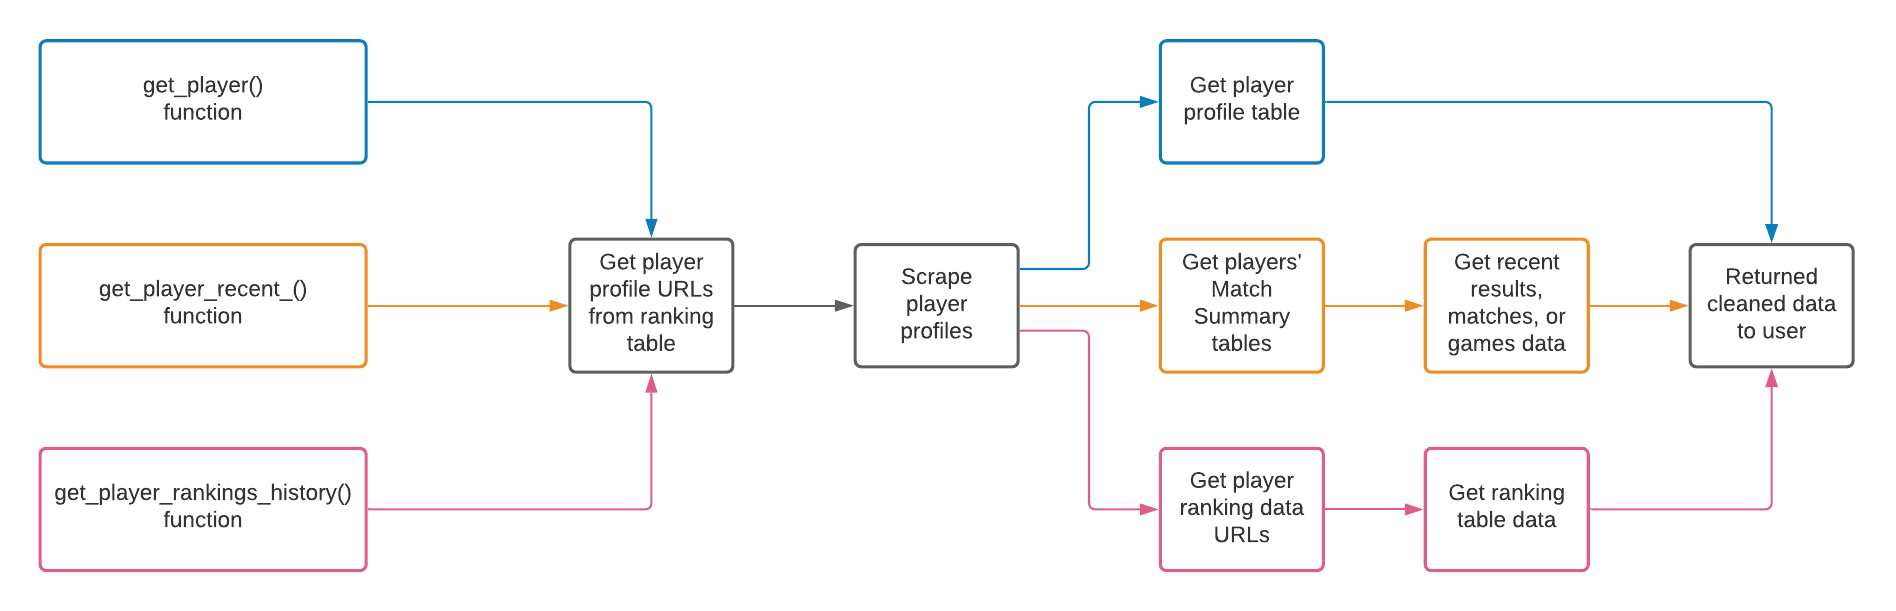 get_player()
function
get_player_recent_()
function
get_player_rankings_history()
function
Get player
profile URLs
from ranking
table
Scrape
player
profiles
Get player
profile table
Get players'
Match
Summary
tables
Get recent
results,
matches, or
games data
Get player
ranking data
URLs
Get ranking
table data
Returned
cleaned data
to user